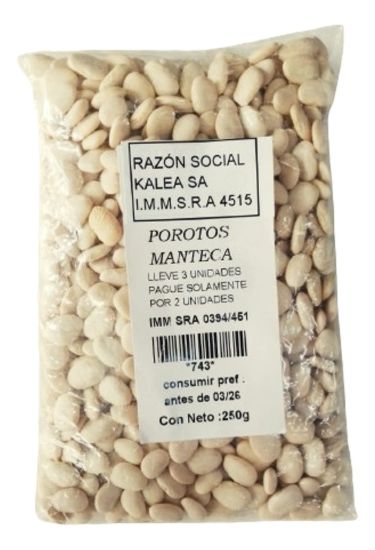 RAZÓN SOCIAL
KALEA SA
I.M.M.S.R.A 4515
POROTOS
MANTECA
LLEVE 3 UNIDADES
PAGUE SOLAMENTE
POR 2 UNIDADES
IMM SRA 0394/451
*743*
consumir pref .
antes de 03/26
Con Neto :250g